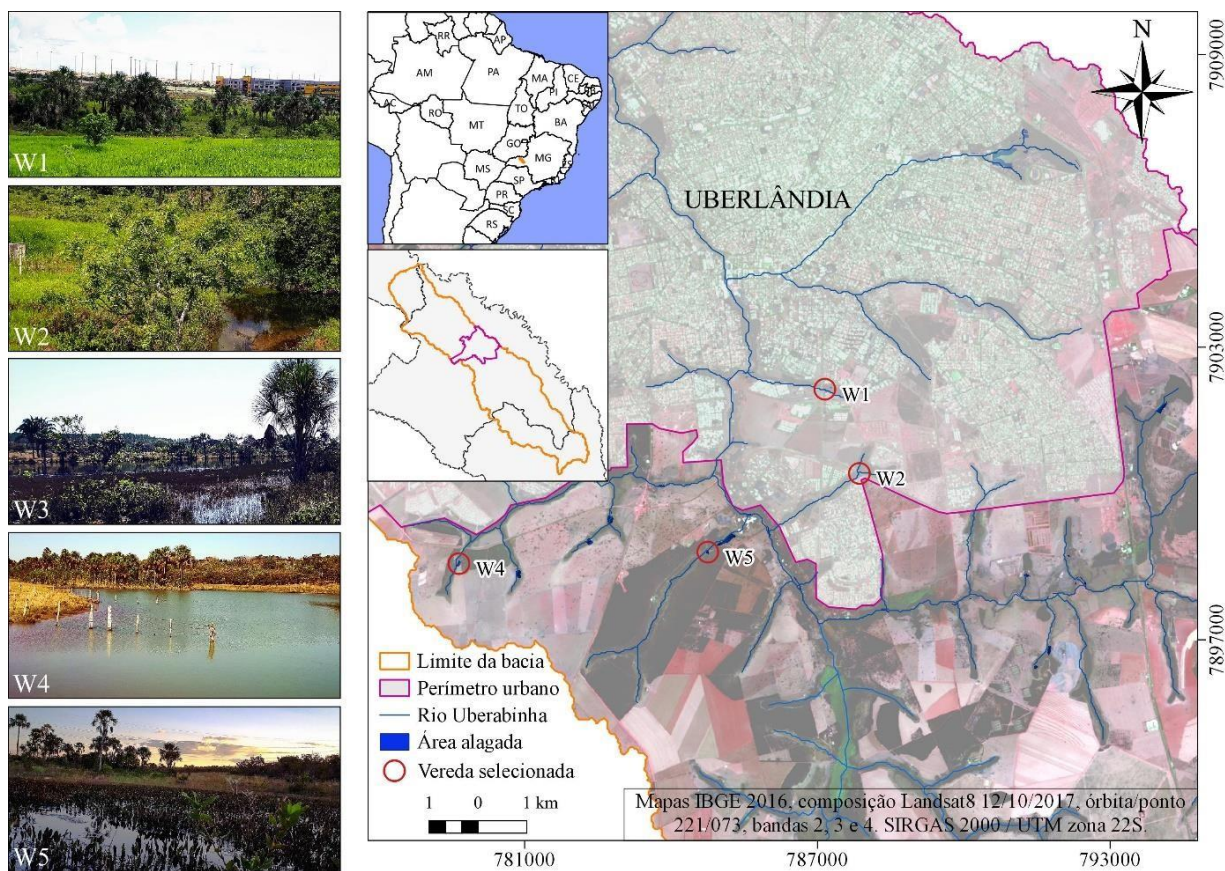 W1
W2
W3
W4
W5
RR
AP
AM
PA
MA
CE
PI
AC
RO
TO
BA
MT
GO
MG
MS
SP
PR
SC
RS
N
UBERLÂNDIA
W1
W2
W4
W5
Limite da bacia
Perímetro urbano
Rio Uberabinha
Área alagada
Vereda selecionada
1 0 1 km
Mapas IBGE 2016, composição Landsat8 12/10/2017, órbita/ponto
221/073, bandas 2, 3 e 4. SIRGAS 2000 / UTM zona 22S.
7909000
7903000
7897000
781000
787000
793000